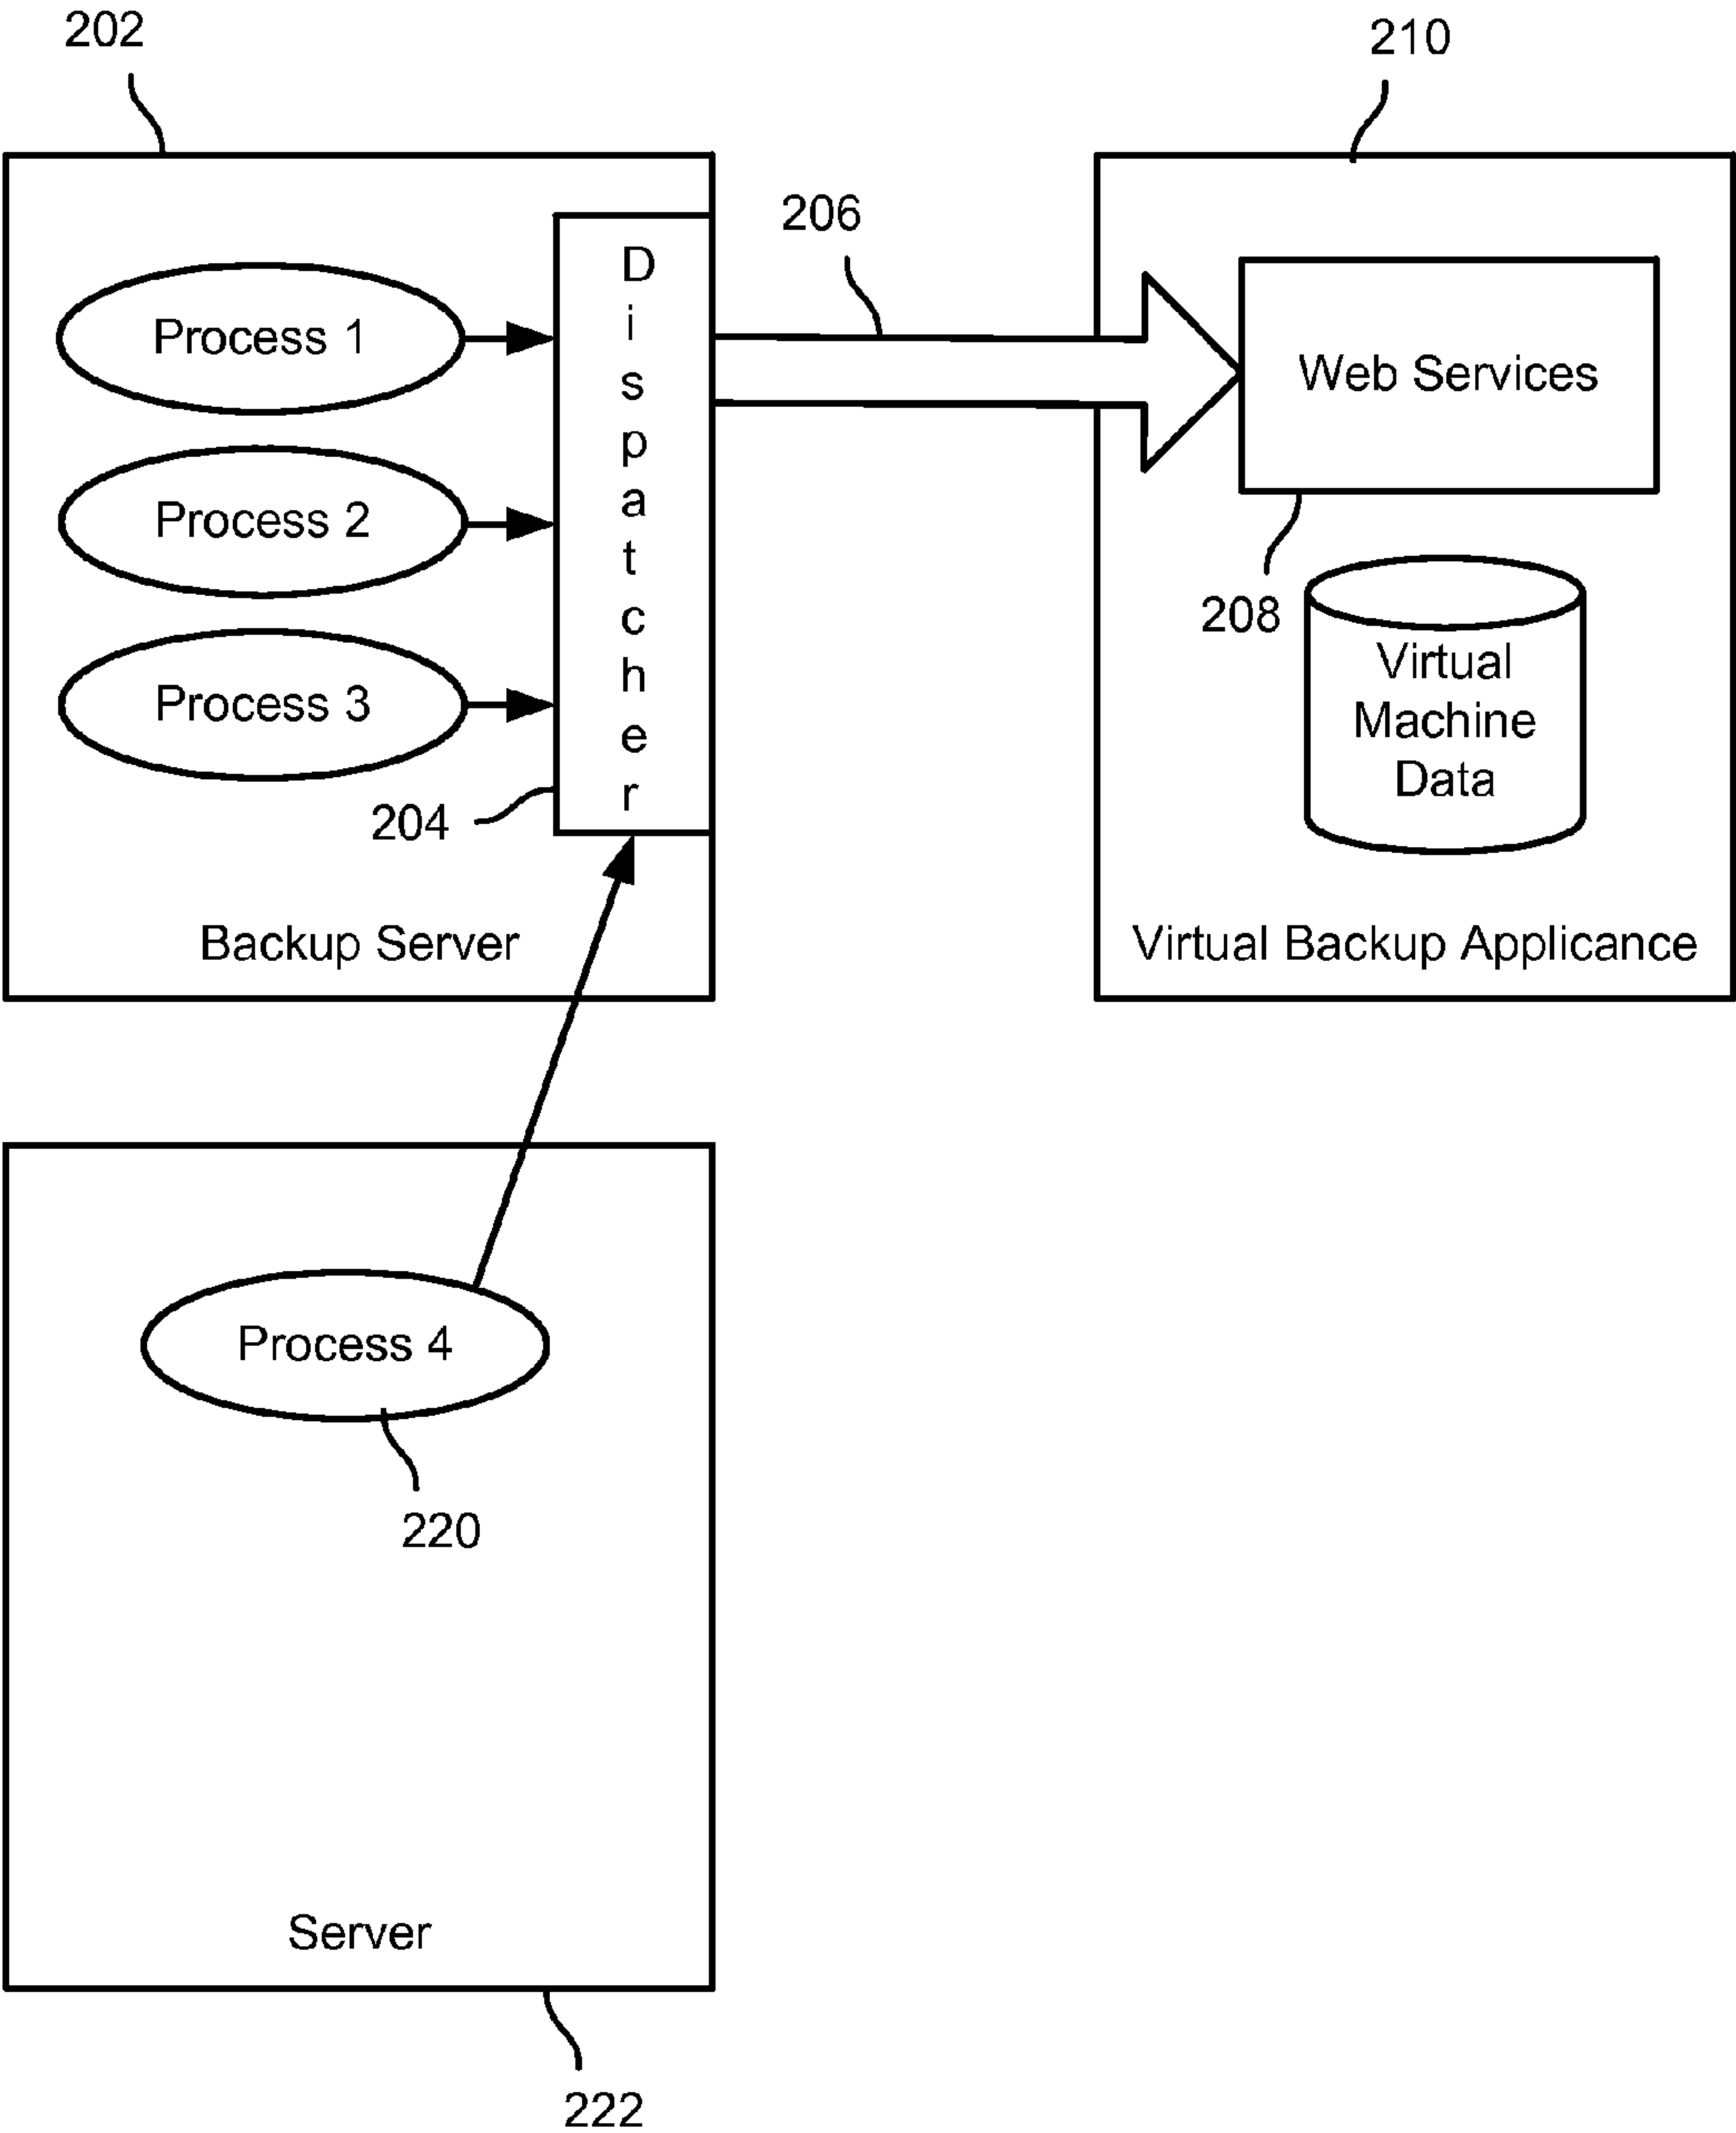 202
210
206
Process 1
Process 2
Process 3
Dispatcher
204
Backup Server
Web Services
208
Virtual
Machine
Data
Virtual Backup Applicance
Process 4
220
Server
222